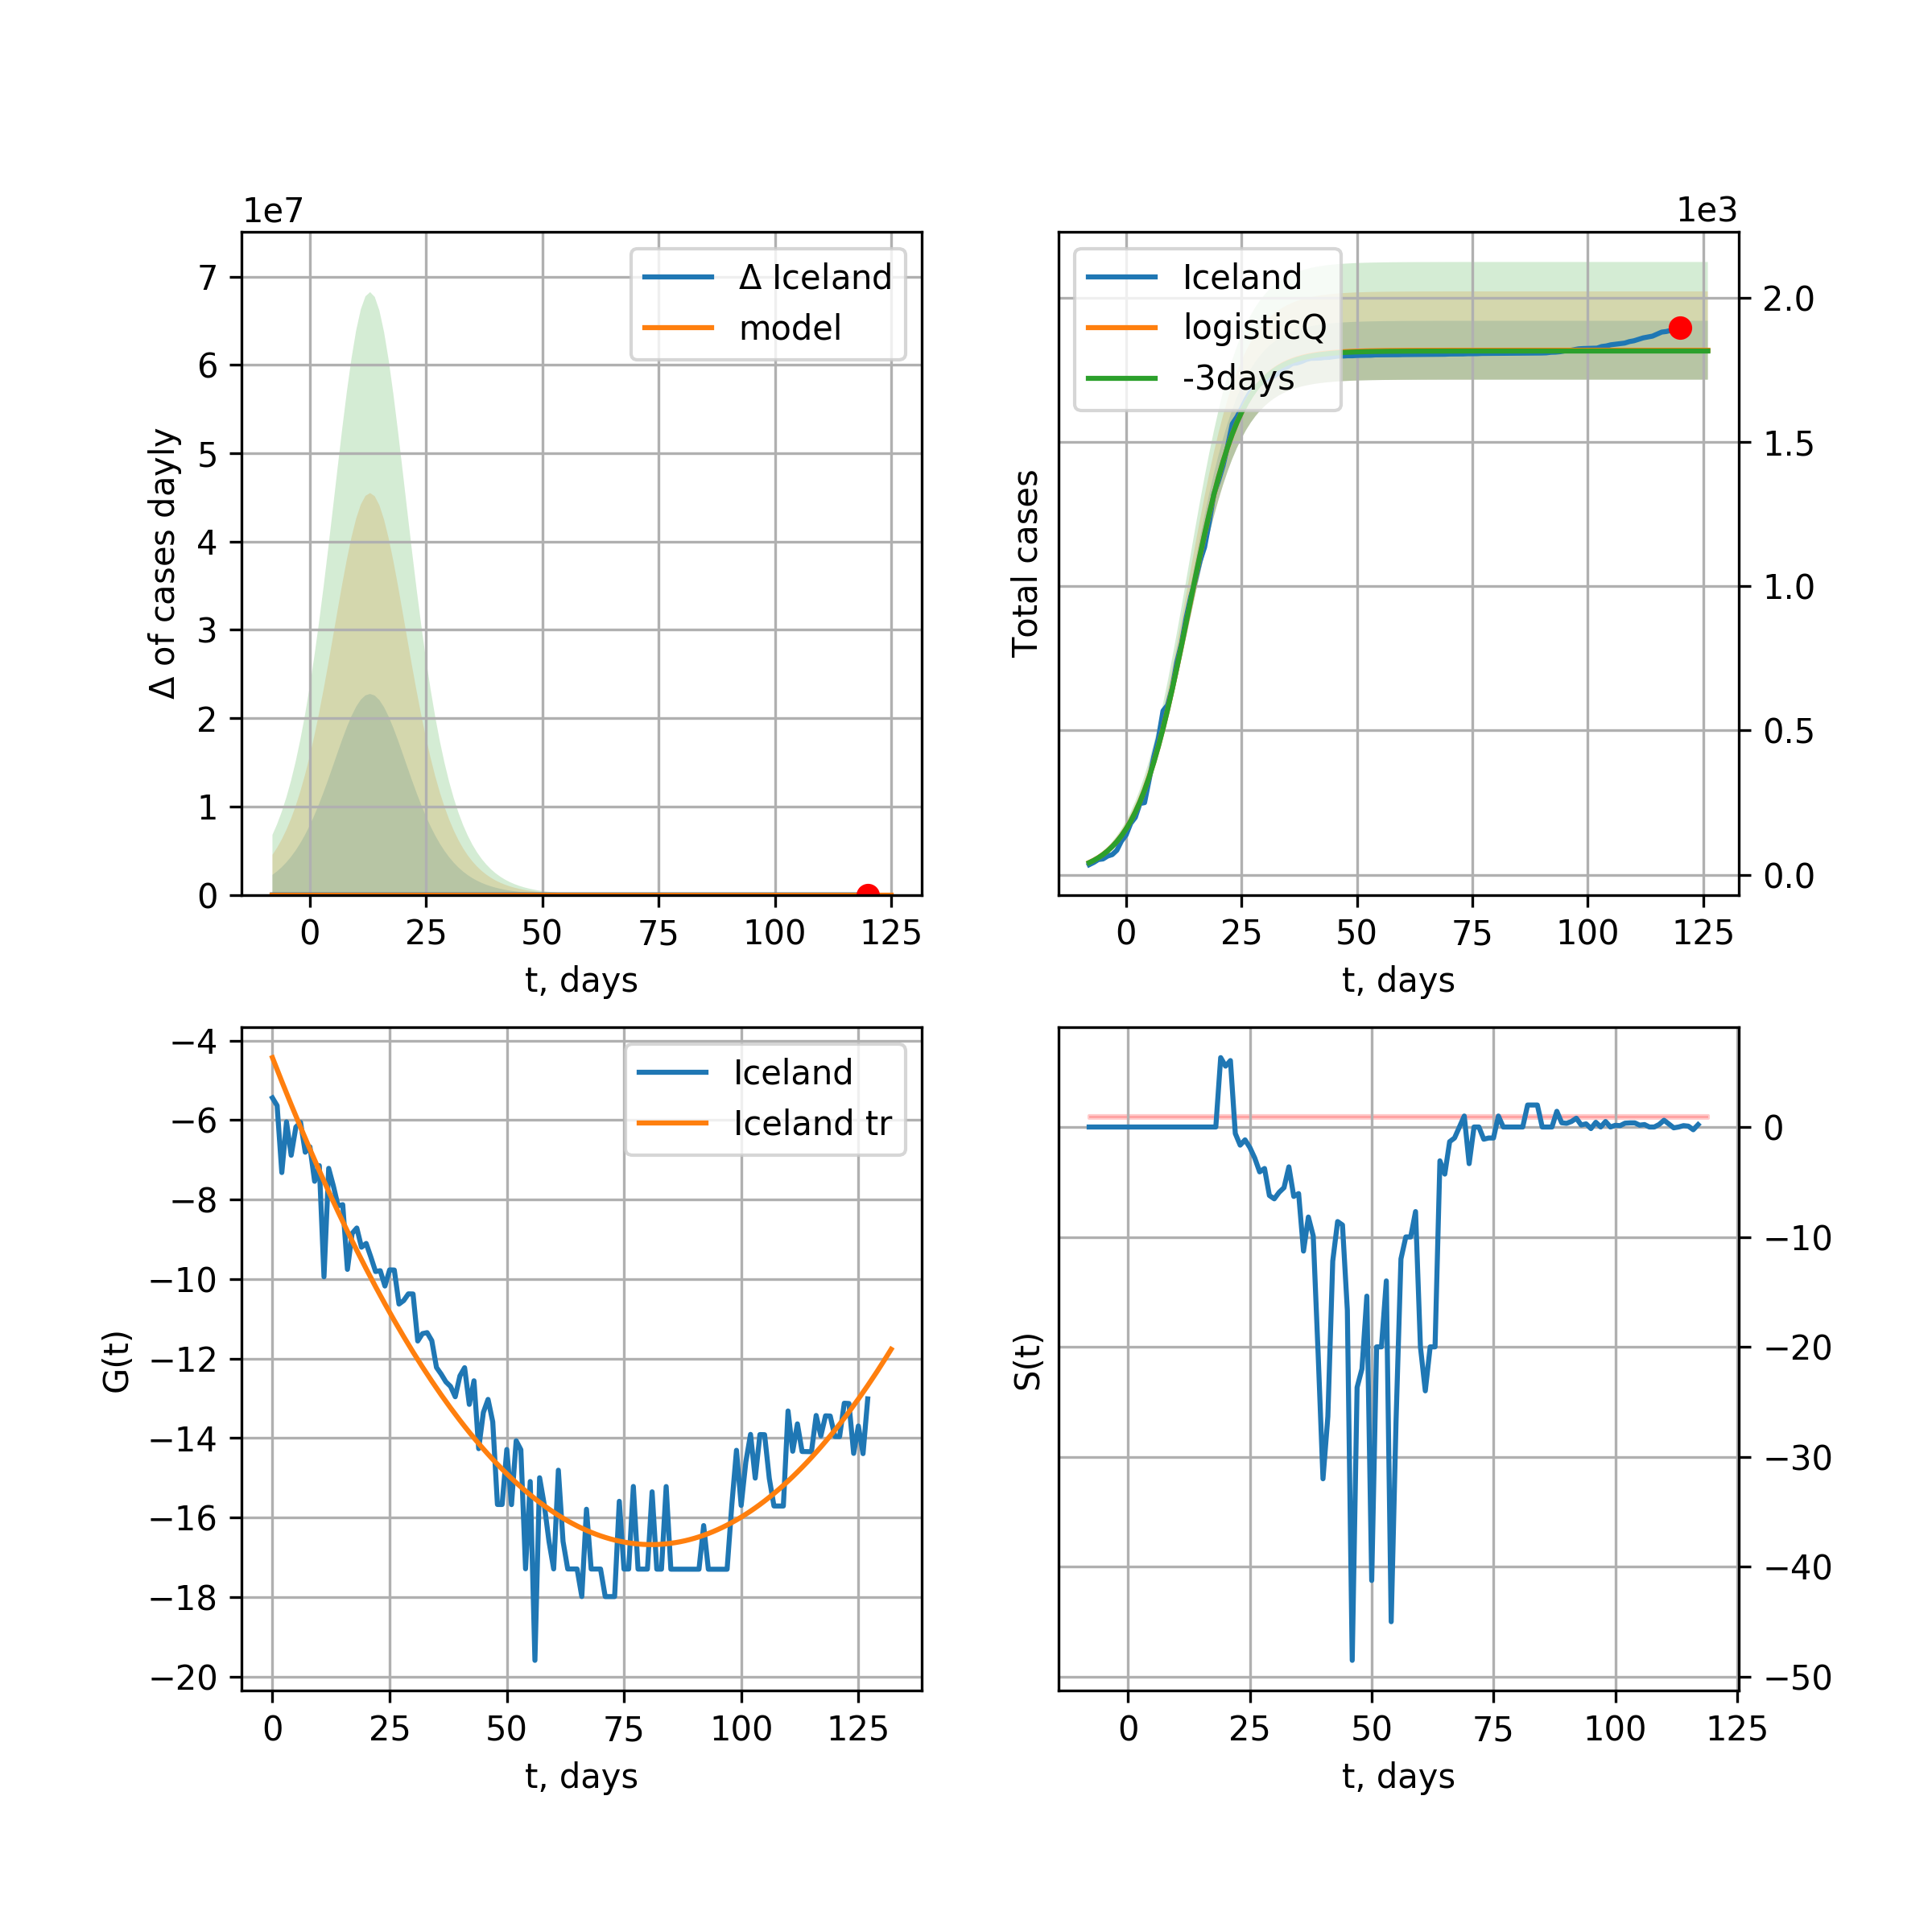 1e7
Δ of cases dayly
7
6
5
4
3
2
1
0
Δ Iceland
model
0 25 50 75 100 125
t, days
1e3
Total cases
Iceland
logisticQ
-3days
2.0
1.5
1.0
0.5
0.0
0 25 50 75 100 125
t, days
G(t)
−4
−6
−8
−10
−12
−14
−16
−18
−20
Iceland
Iceland tr
0 25 50 75 100 125
t, days
S(t)
0
−10
−20
−30
−40
−50
0 25 50 75 100 125
t, days